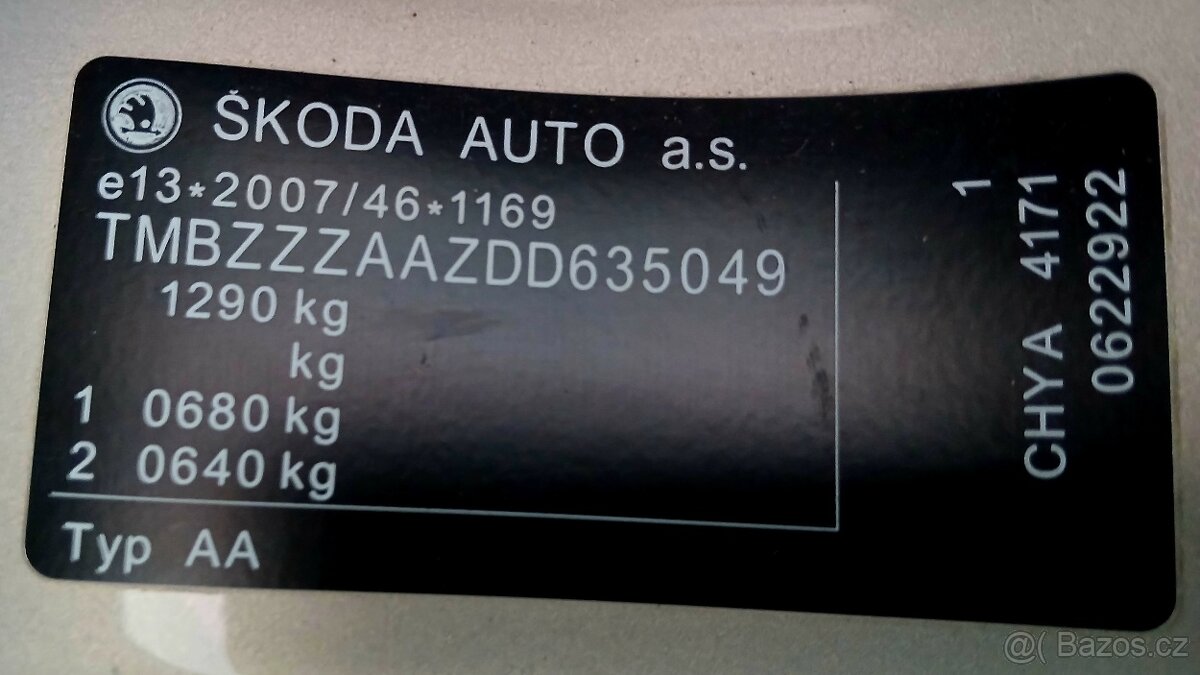 ŠKODA AUTO a.s.
e13*2007/46*1169
TMBZZZAAZDD635049
1290 kg
kg
1 0680 kg
2 0640 kg
Typ AA
1
CHYA 4171
0622922
@( Bazos.cz